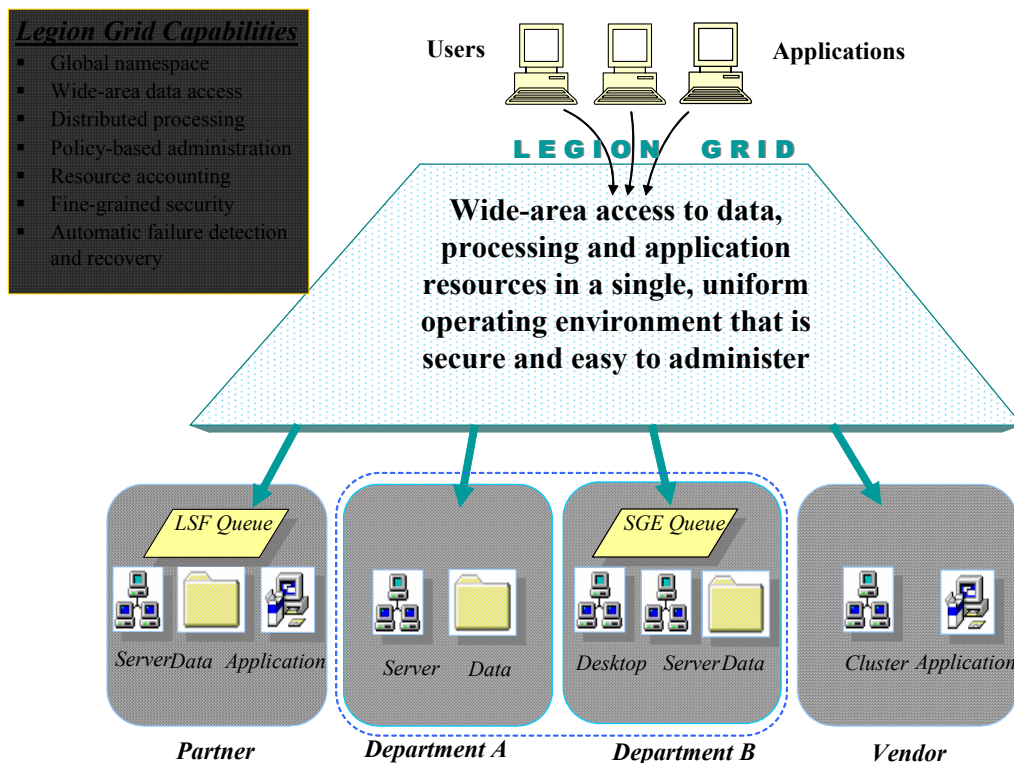 Legion Grid Capabilities
▪ Global namespace
▪ Wide-area data access
▪ Distributed processing
▪ Policy-based administration
▪ Resource accounting
▪ Fine-grained security
▪ Automatic failure detection
and recovery
Users
Applications
LEGION GRID
Wide-area access to data,
processing and application
resources in a single, uniform
operating environment that is
secure and easy to administer
LSF Queue
Server Data Application
Partner
Server Data
Department A
SGE Queue
Desktop Server Data
Department B
Cluster Application
Vendor